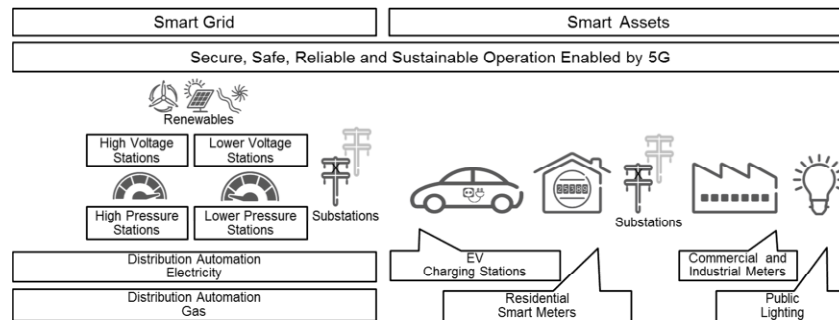 Smart Grid
Smart Assets
Secure, Safe, Reliable and Sustainable Operation Enabled by 5G
Renewables
High Voltage
Stations
Lower Voltage
Stations
High Pressure
Stations
Lower Pressure
Stations
Substations
Substations
Distribution Automation
Electricity
Distribution Automation
Gas
EV
Charging Stations
Residential
Smart Meters
Commercial and
Industrial Meters
Public
Lighting